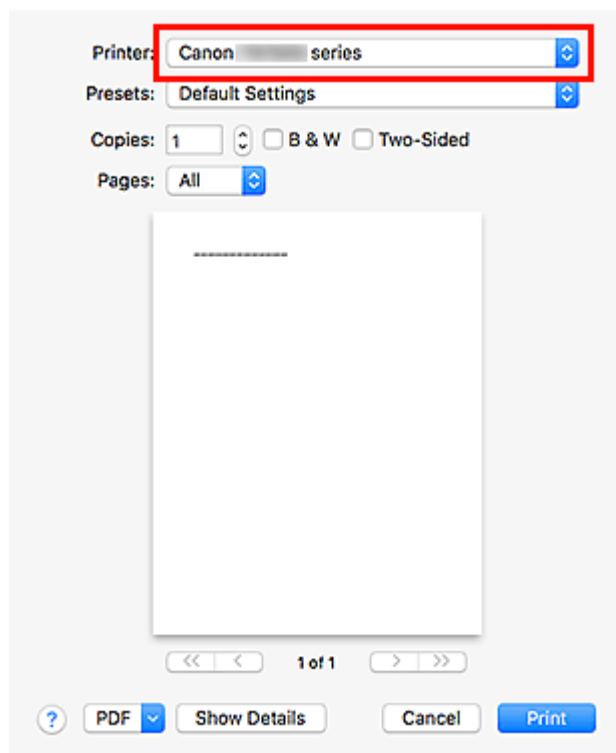 Printer: Canon series
Presets: Default Settings
Copies: 1 B & W Two-Sided
Pages: All
-------------
<< < 1 of 1 > >>
? PDF Show Details Cancel Print